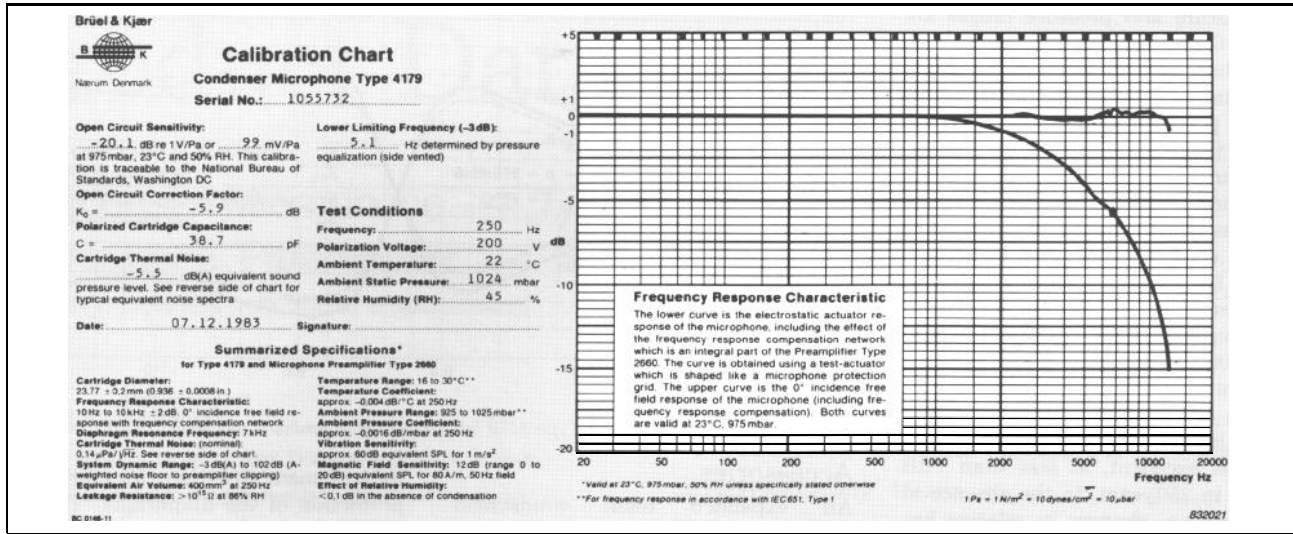 Brüel & Kjær
B K
Nærum Denmark
Calibration Chart
Condenser Microphone Type 4179
Serial No.: 1055732
Open Circuit Sensitivity:
-20.1 dB re 1 V/Pa or 99 mV/Pa
at 975 mbar, 23°C and 50% RH. This calibra-
tion is traceable to the National Bureau of
Standards, Washington DC
Open Circuit Correction Factor:
K₀ = -5.9 dB
Polarized Cartridge Capacitance:
C = 38.7 pF
Cartridge Thermal Noise:
-5.5 dB(A) equivalent sound
pressure level. See reverse side of chart for
typical equivalent noise spectra
Lower Limiting Frequency (-3 dB):
5.1 Hz determined by pressure
equalization (side vented)
Test Conditions
Frequency: 250 Hz
Polarization Voltage: 200 V
Ambient Temperature: 22 °C
Ambient Static Pressure: 1024 mbar
Relative Humidity (RH): 45 %
Date: 07.12.1983 Signature:
Summarized Specifications*
for Type 4179 and Microphone Preamplifier Type 2660
Cartridge Diameter:
23.77 ± 0.2 mm (0.936 ± 0.0008 in)
Frequency Response Characteristic:
10 Hz to 10 kHz ± 2 dB. 0° incidence free field re-
sponse with frequency compensation network
Diaphragm Resonance Frequency: 7 kHz
Cartridge Thermal Noise: (nominal)
0,14 μPa/√Hz. See reverse side of chart.
System Dynamic Range: -3 dB(A) to 102 dB (A-
weighted noise floor to preamplifier clipping)
Equivalent Air Volume: 400 mm³ at 250 Hz
Leakage Resistance: > 10¹⁵ Ω at 86% RH
Temperature Range: 16 to 30°C**
Temperature Coefficient:
approx. -0,004 dB/°C at 250 Hz
Ambient Pressure Range: 925 to 1025 mbar**
Ambient Pressure Coefficient:
approx. -0,0016 dB/mbar at 250 Hz
Vibration Sensitivity:
approx. 60 dB equivalent SPL for 1 m/s²
Magnetic Field Sensitivity: 12 dB (range 0 to
20 dB) equivalent SPL for 80 A/m, 50 Hz field
Effect of Relative Humidity:
< 0.1 dB in the absence of condensation
BC 0146-11
+5
+1
0
-1
-5
dB
-10
-15
-20
Frequency Response Characteristic
The lower curve is the electrostatic actuator re-
sponse of the microphone, including the effect of
the frequency response compensation network
which is an integral part of the Preamplifier Type
2660. The curve is obtained using a test-actuator
which is shaped like a microphone protection
grid. The upper curve is the 0° incidence free
field response of the microphone (including fre-
quency response compensation). Both curves
are valid at 23°C, 975 mbar.
20 50 100 200 500 1000 2000 5000 10000 20000
Frequency Hz
*Valid at 23°C, 975 mbar, 50% RH unless specifically stated otherwise
**For frequency response in accordance with IEC 651, Type 1
1 Pa = 1 N/m² = 10 dynes/cm² = 10 μbar
832021